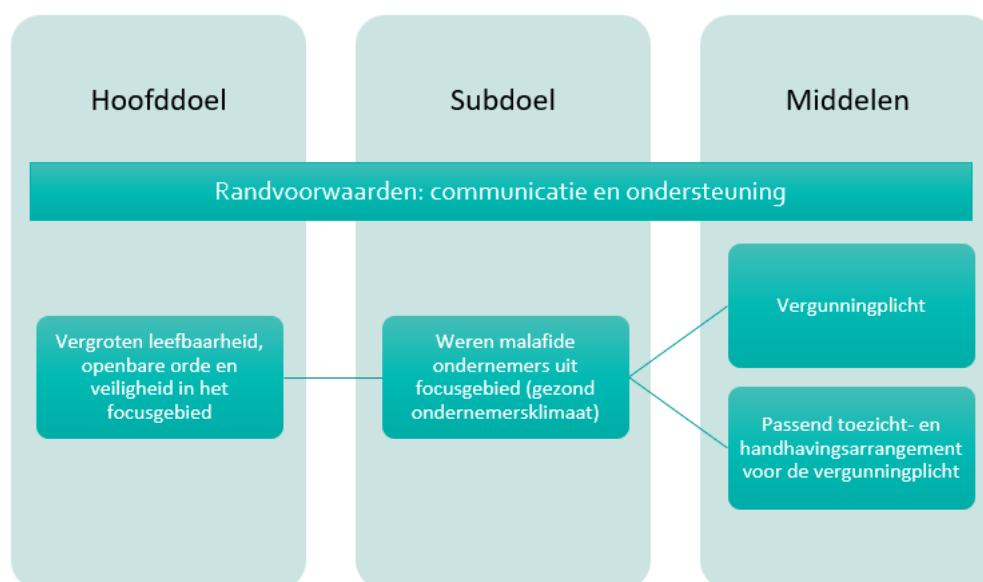 Hoofddoel
Subdoel
Middelen
Randvoorwaarden: communicatie en ondersteuning
Vergroten leefbaarheid,
openbare orde en
veiligheid in het
focusgebied
Weren malafide
ondernemers uit
focusgebied (gezond
ondernemersklimaat)
Vergunningplicht
Passend toezicht- en
handhavingsarrangement
voor de vergunningplicht